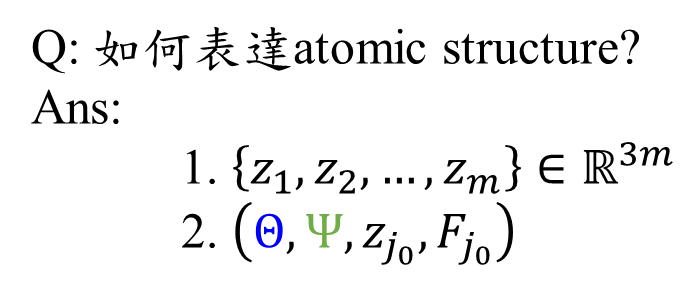 Q: 如何表達atomic structure?
Ans:
1. {z₁, z₂, …, zₘ} ∈ ℝ³ᵐ
2. (Θ, Ψ, z_{j₀}, F_{j₀})